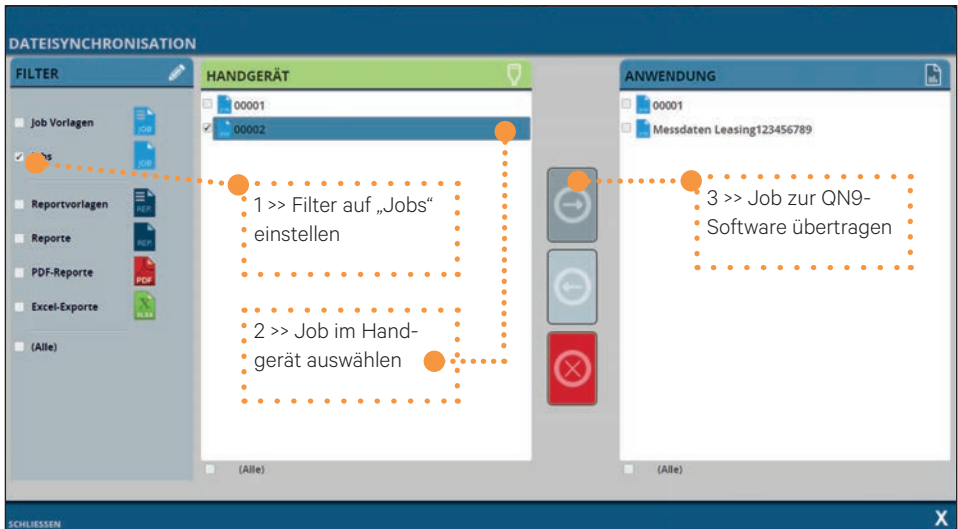 DATEISYNCHRONISATION
FILTER
Job Vorlagen
JOB
JOB
Reportvorlagen
REP.
Reporte
REP.
PDF-Reporte
PDF
Excel-Exporte
XLSX
(Alle)
HANDGERÄT
00001
00002
1 >> Filter auf „Jobs“
einstellen
2 >> Job im Hand-
gerät auswählen
(Alle)
ANWENDUNG
00001
Messdaten Leasing123456789
3 >> Job zur QN9-
Software übertragen
(Alle)
SCHLIESSEN
X